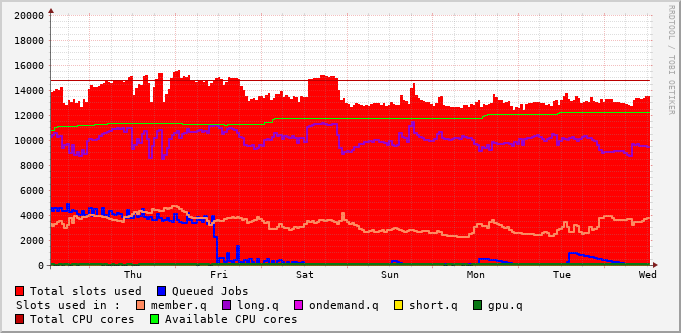 20000
18000
16000
14000
12000
10000
8000
6000
4000
2000
0
Thu Fri Sat Sun Mon Tue Wed
RRDTOOL / TOBI OETIKER
Total slots used Queued Jobs
Slots used in : member.q long.q ondemand.q short.q gpu.q
Total CPU cores Available CPU cores